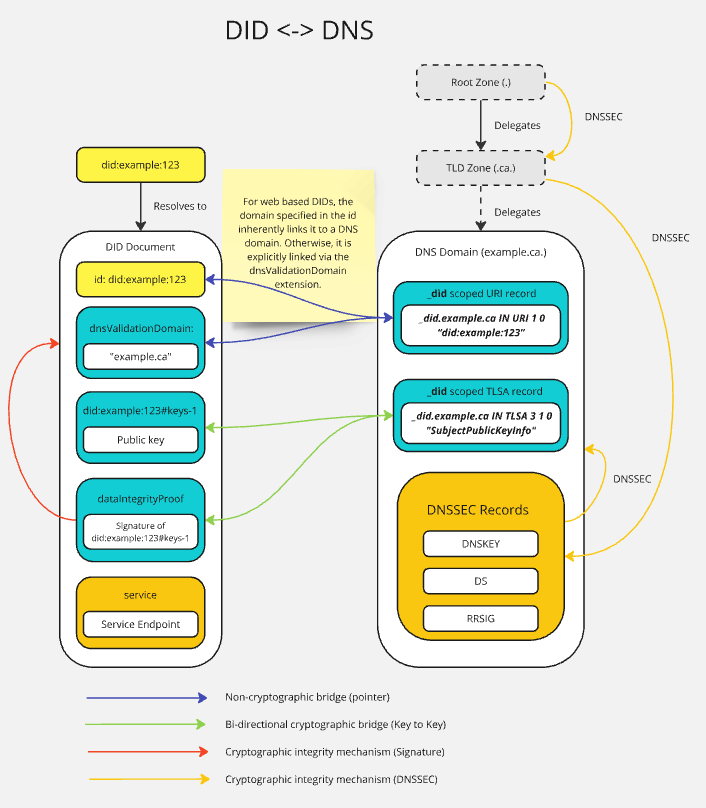 DID <-> DNS
Root Zone (.)
Delegates
DNSSEC
TLD Zone (.ca.)
Delegates
DNSSEC
did:example:123
Resolves to
For web based DIDs, the
domain specified in the id
inherently links it to a DNS
domain. Otherwise, it is
explicitly linked via the
dnsValidationDomain
extension.
DID Document
id: did;example:123
dnsValidationDomain:
"example.ca"
did:example:123#keys-1
Public key
dataIntegrityProof
Signature of
did:example:123#keys-1
service
Service Endpoint
DNS Domain (example.ca.)
_did scoped URI record
_did.example.ca IN URI 1 0
"did:example:123"
_did scoped TLSA record
_did.example.ca IN TLSA 3 1 0
"SubjectPublicKeyInfo"
DNSSEC
DNSSEC Records
DNSKEY
DS
RRSIG
Non-cryptographic bridge (pointer)
Bi-directional cryptographic bridge (Key to Key)
Cryptographic integrity mechanism (Signature)
Cryptographic integrity mechanism (DNSSEC)